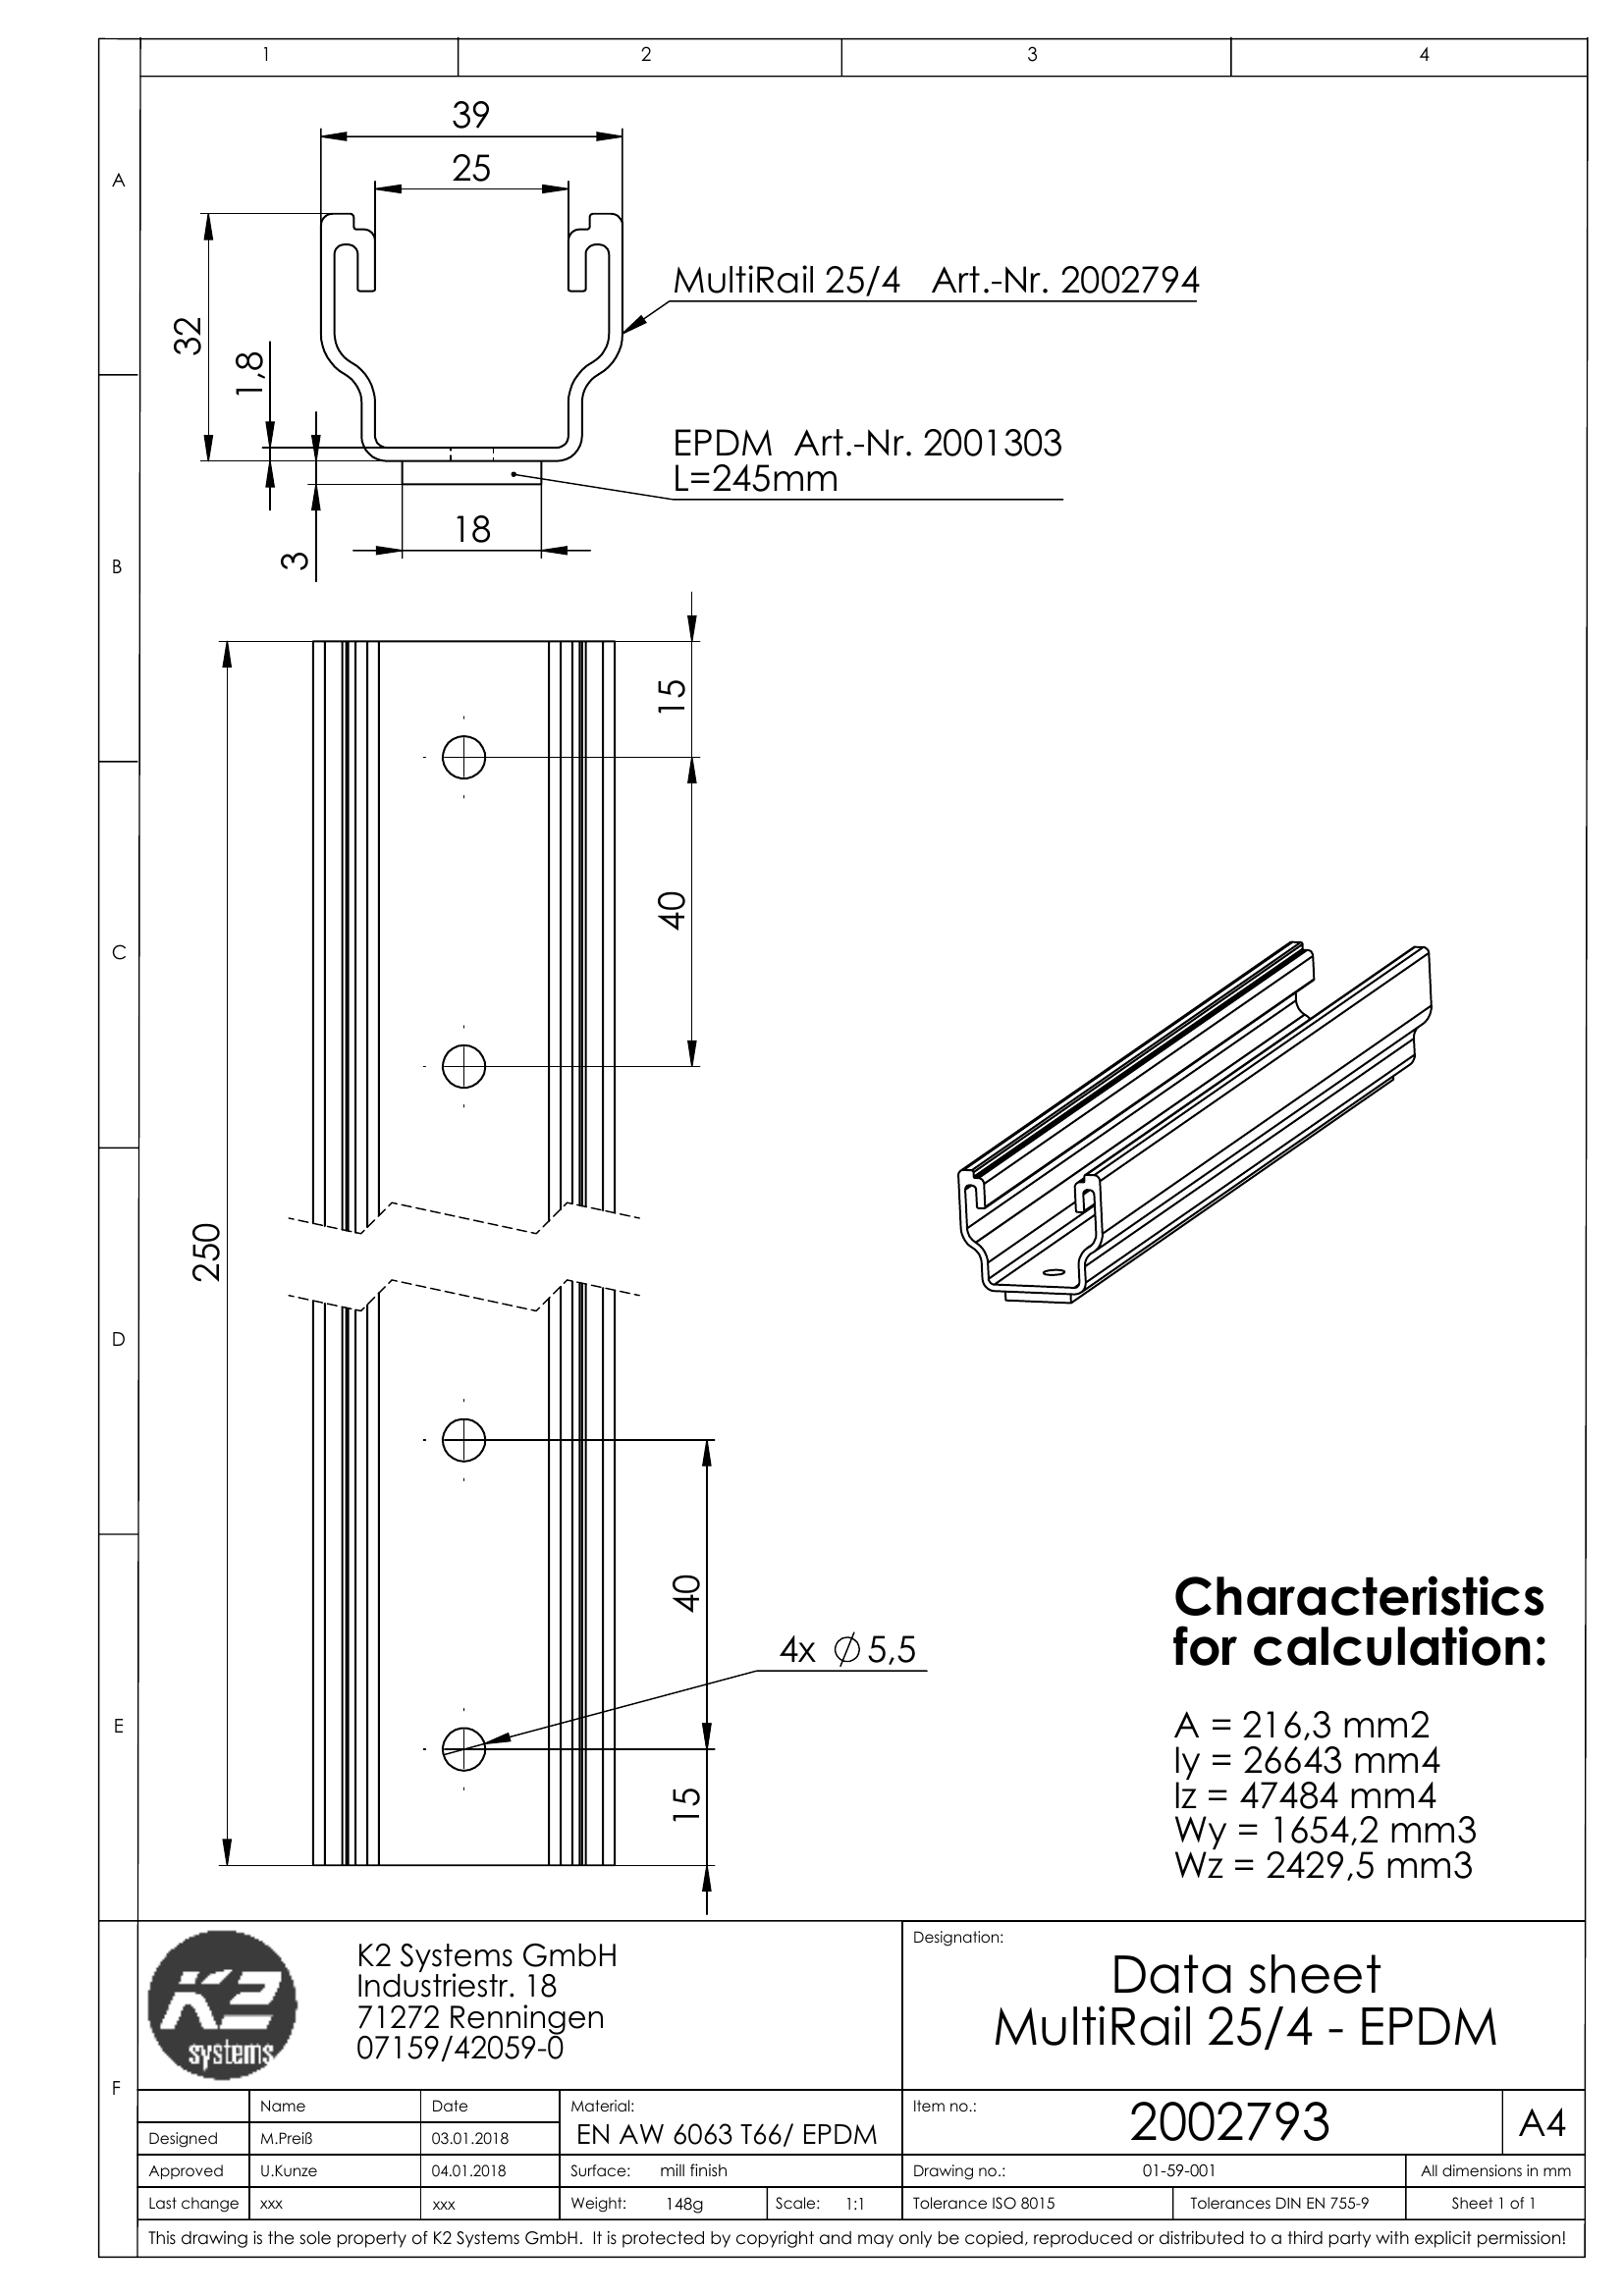 1
2
3
4
A
B
C
D
E
F
39
25
32
1,8
3
18
MultiRail 25/4 Art.-Nr. 2002794
EPDM Art.-Nr. 2001303
L=245mm
15
40
250
40
4x ∅5,5
15
Characteristics
for calculation:
A = 216,3 mm2
Iy = 26643 mm4
Iz = 47484 mm4
Wy = 1654,2 mm3
Wz = 2429,5 mm3
K2
systems
K2 Systems GmbH
Industriestr. 18
71272 Renningen
07159/42059-0
Designation:
Data sheet
MultiRail 25/4 - EPDM
Name Date
Designed M.Preiß 03.01.2018
Approved U.Kunze 04.01.2018
Last change xxx xxx
Material:
EN AW 6063 T66/ EPDM
Surface: mill finish
Weight: 148g Scale: 1:1
Item no.: 2002793 A4
Drawing no.: 01-59-001 All dimensions in mm
Tolerance ISO 8015 Tolerances DIN EN 755-9 Sheet 1 of 1
This drawing is the sole property of K2 Systems GmbH. It is protected by copyright and may only be copied, reproduced or distributed to a third party with explicit permission!